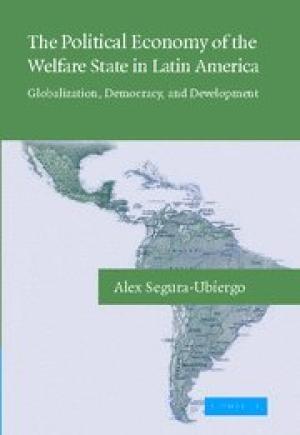 The Political Economy of the
Welfare State in Latin America
Globalization, Democracy, and Development
Alex Segura-Ubiergo